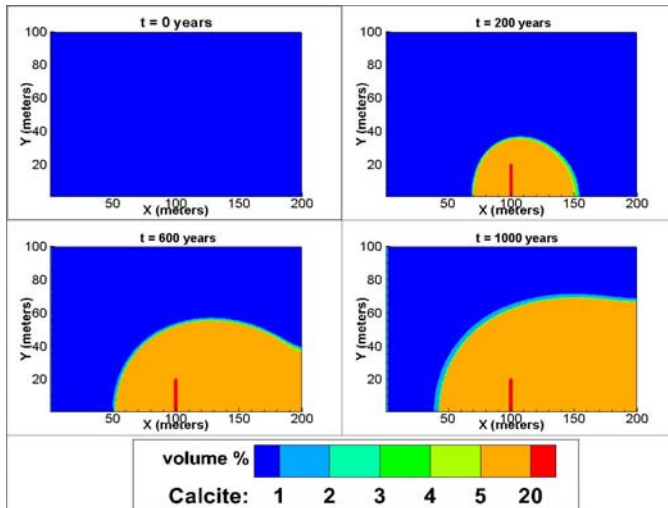 t = 0 years
100
80
60
40
20
Y (meters)
50 100 150 200
X (meters)
t = 200 years
100
80
60
40
20
Y (meters)
50 100 150 200
X (meters)
t = 600 years
100
80
60
40
20
Y (meters)
50 100 150 200
X (meters)
t = 1000 years
100
80
60
40
20
Y (meters)
50 100 150 200
X (meters)
volume %
Calcite: 1 2 3 4 5 20